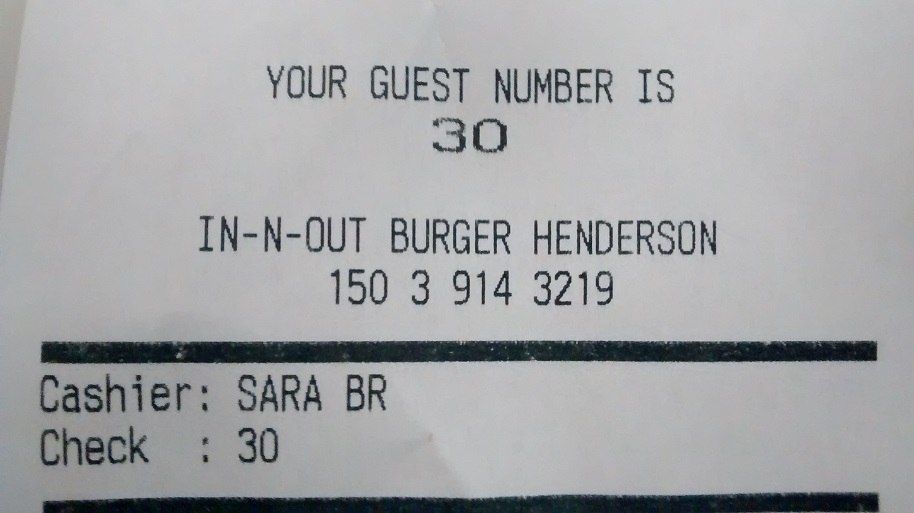 YOUR GUEST NUMBER IS
30
IN-N-OUT BURGER HENDERSON
150 3 914 3219
Cashier: SARA BR
Check : 30